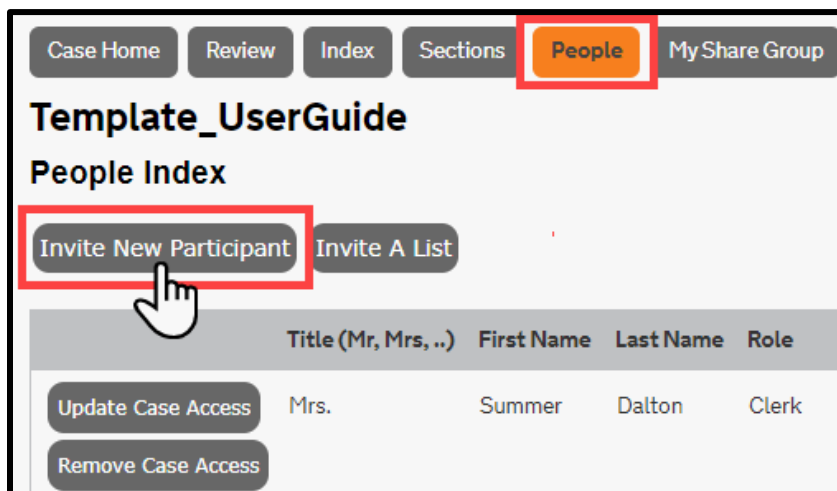 Case Home Review Index Sections People My Share Group
Template_UserGuide
People Index
Invite New Participant Invite A List
Title (Mr, Mrs, ..) First Name Last Name Role
Update Case Access Mrs. Summer Dalton Clerk
Remove Case Access